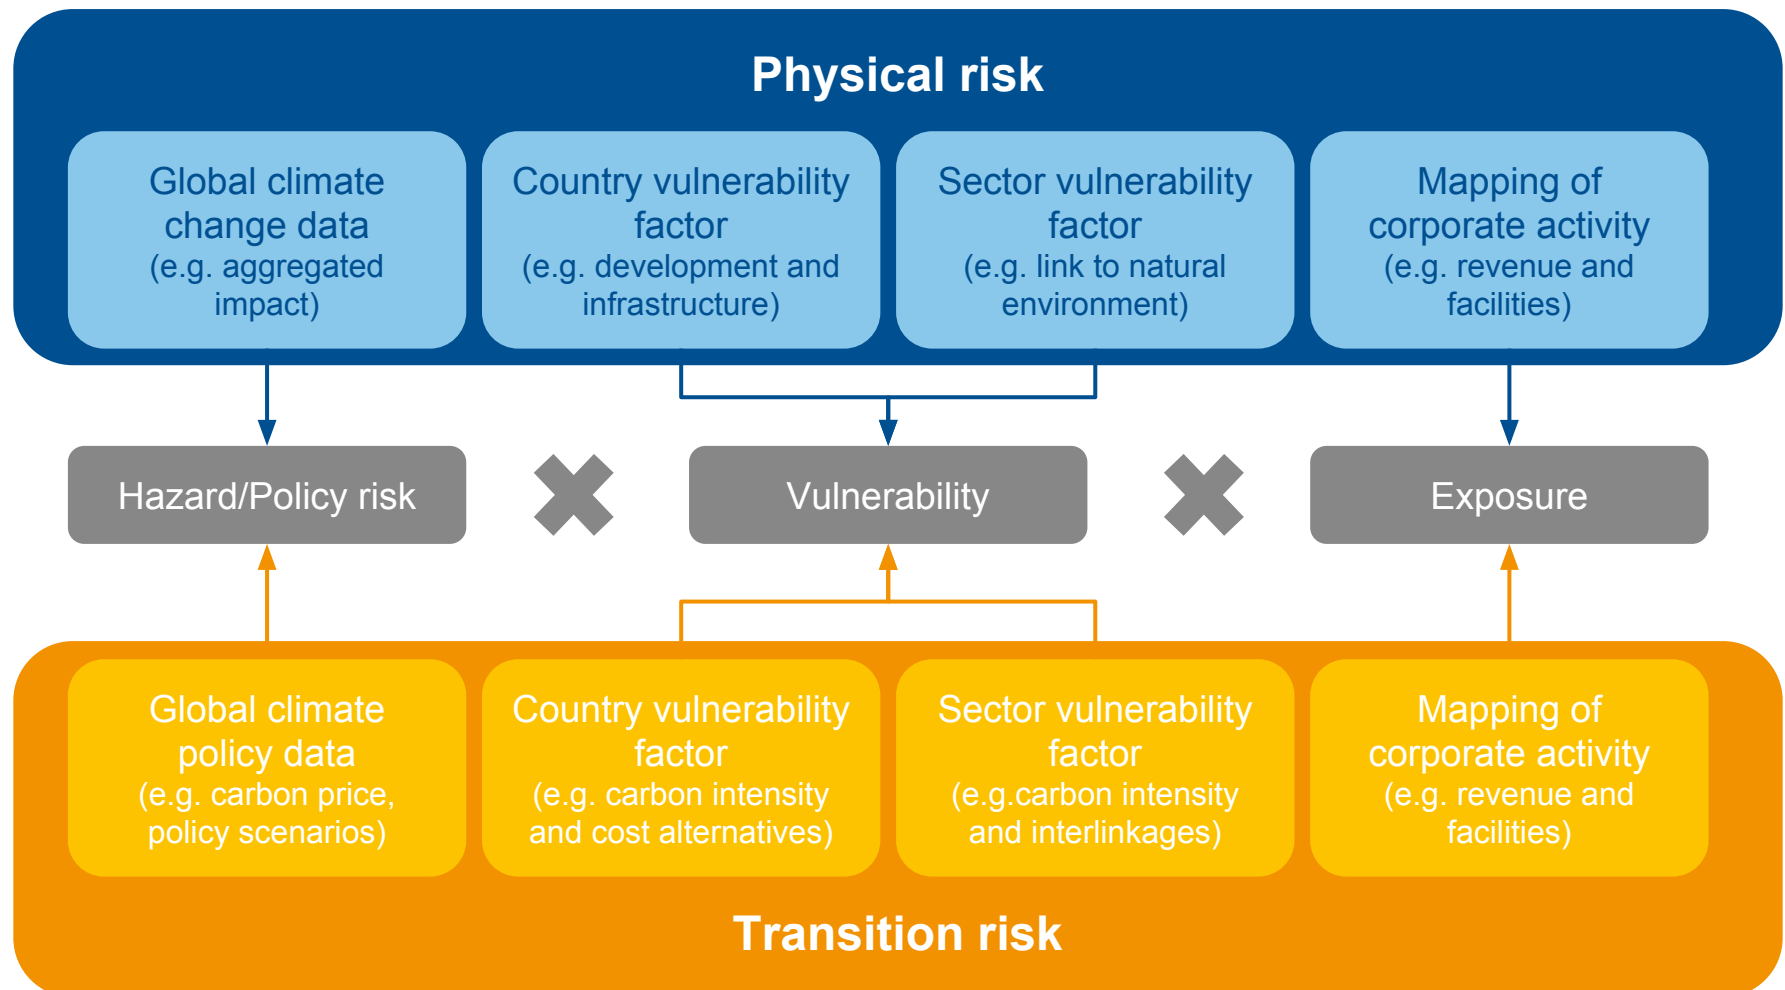 Physical risk
Global climate
change data
(e.g. aggregated
impact)
Country vulnerability
factor
(e.g. development and
infrastructure)
Sector vulnerability
factor
(e.g. link to natural
environment)
Mapping of
corporate activity
(e.g. revenue and
facilities)
Hazard/Policy risk
Vulnerability
Exposure
Global climate
policy data
(e.g. carbon price,
policy scenarios)
Country vulnerability
factor
(e.g. carbon intensity
and cost alternatives)
Sector vulnerability
factor
(e.g.carbon intensity
and interlinkages)
Mapping of
corporate activity
(e.g. revenue and
facilities)
Transition risk